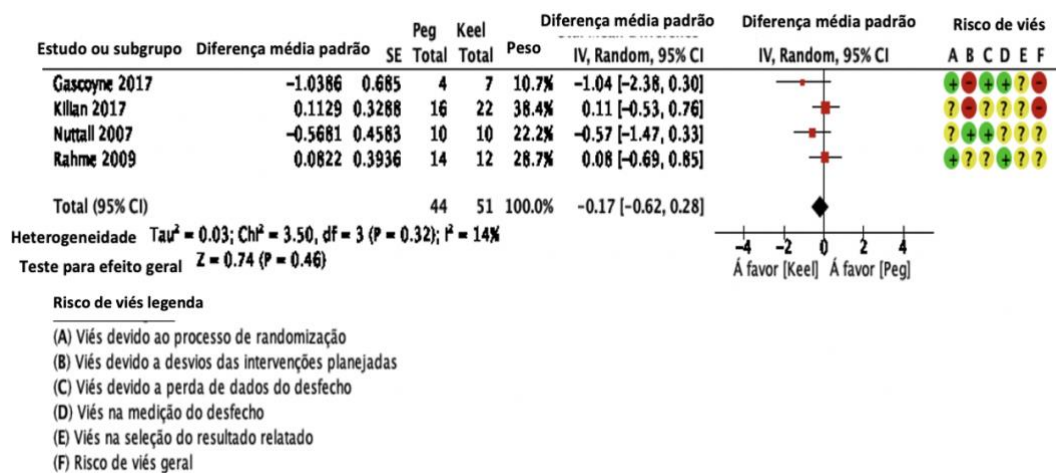 Peg Keel Diferença média padrão Diferença média padrão Risco de viés
Estudo ou subgrupo Diferença média padrão SE Total Total Peso IV, Random, 95% CI IV, Random, 95% CI A B C D E F
Gascoyne 2017 -1.0386 0.685 4 7 10.7% -1.04 [-2.38, 0.30] + - + + ? -
Kilian 2017 0.1129 0.3288 16 22 38.4% 0.11 [-0.53, 0.76] ? - ? ? ? -
Nuttall 2007 -0.5681 0.4583 10 10 22.2% -0.57 [-1.47, 0.33] ? + + ? ? ?
Rahme 2009 0.0822 0.3936 14 12 28.7% 0.08 [-0.69, 0.85] + ? ? + ? ?
Total (95% CI) 44 51 100.0% -0.17 [-0.62, 0.28]
Heterogeneidade Tau² = 0.03; Chi² = 3.50, df = 3 (P = 0.32); I² = 14%
Teste para efeito geral Z = 0.74 (P = 0.46)
-4 -2 0 2 4
Á favor [Keel] Á favor [Peg]
Risco de viés legenda
(A) Viés devido ao processo de randomização
(B) Viés devido a desvios das intervenções planejadas
(C) Viés devido a perda de dados do desfecho
(D) Viés na medição do desfecho
(E) Viés na seleção do resultado relatado
(F) Risco de viés geral